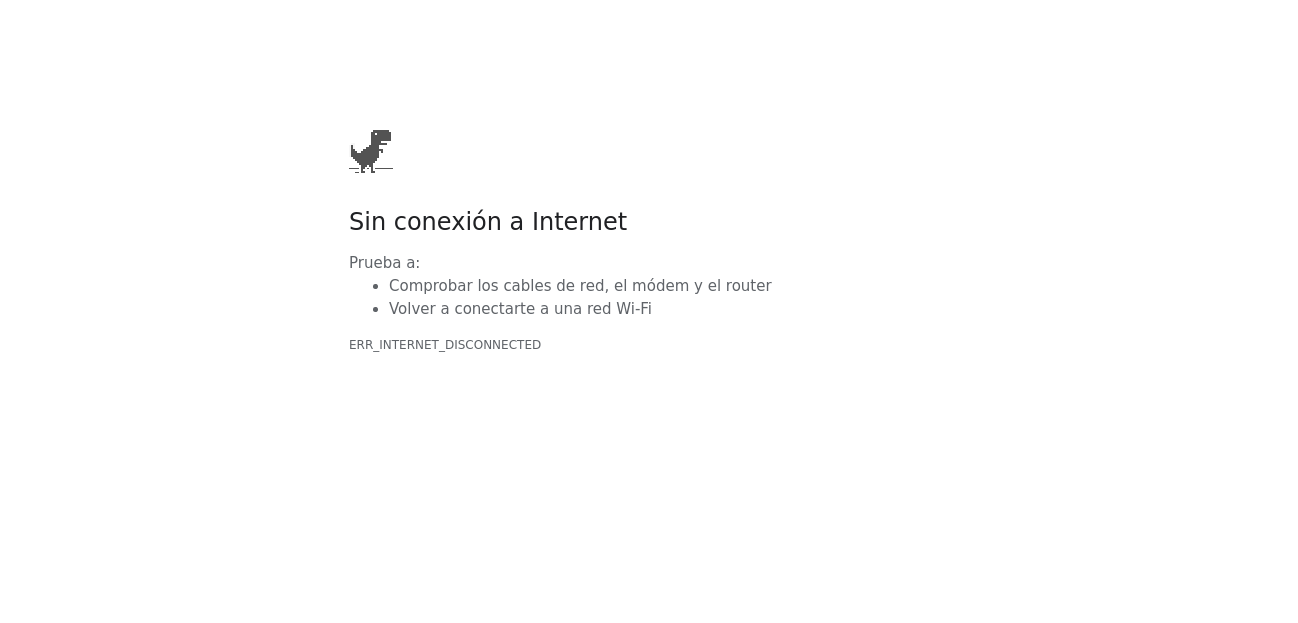 Sin conexión a Internet
Prueba a:
Comprobar los cables de red, el módem y el router
Volver a conectarte a una red Wi-Fi
ERR_INTERNET_DISCONNECTED